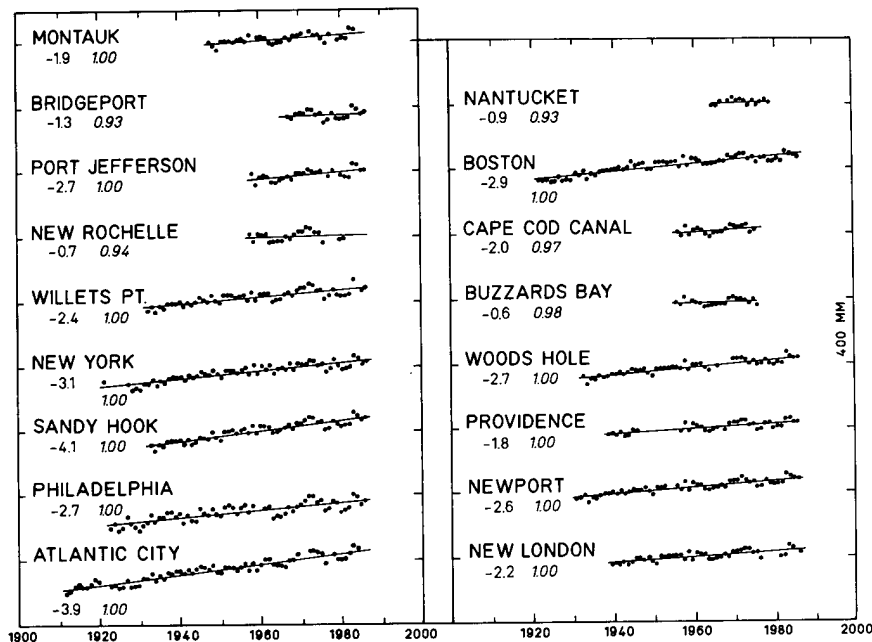 1900 1920 1940 1960 1980 2000
MONTAUK
-1.9 1.00
BRIDGEPORT
-1.3 0.93
PORT JEFFERSON
-2.7 1.00
NEW ROCHELLE
-0.7 0.94
WILLETS PT.
-2.4 1.00
NEW YORK
-3.1
1.00
SANDY HOOK
-4.1 1.00
PHILADELPHIA
-2.7 1.00
ATLANTIC CITY
-3.9 1.00
1900 1920 1940 1960 1980
NANTUCKET
-0.9 0.93
BOSTON
-2.9
1.00
CAPE COD CANAL
-2.0 0.97
BUZZARDS BAY
-0.6 0.98
WOODS HOLE
-2.7 1.00
PROVIDENCE
-1.8 1.00
NEWPORT
-2.6 1.00
NEW LONDON
-2.2 1.00
400 MM
1920 1940 1960 1980 2000